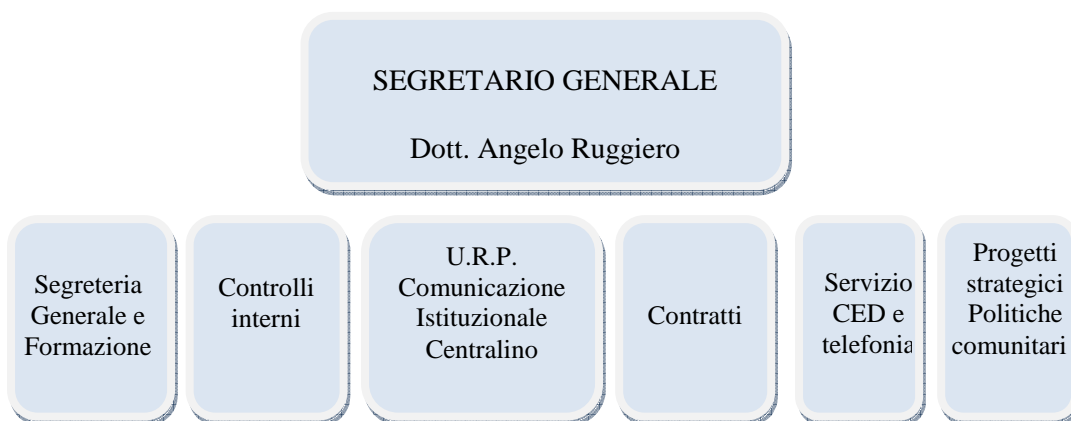 SEGRETARIO GENERALE
Dott. Angelo Ruggiero
Segreteria
Generale e
Formazione
Controlli
interni
U.R.P.
Comunicazione
Istituzionale
Centralino
Contratti
Servizio
CED e
telefonia
Progetti
strategici
Politiche
comunitari